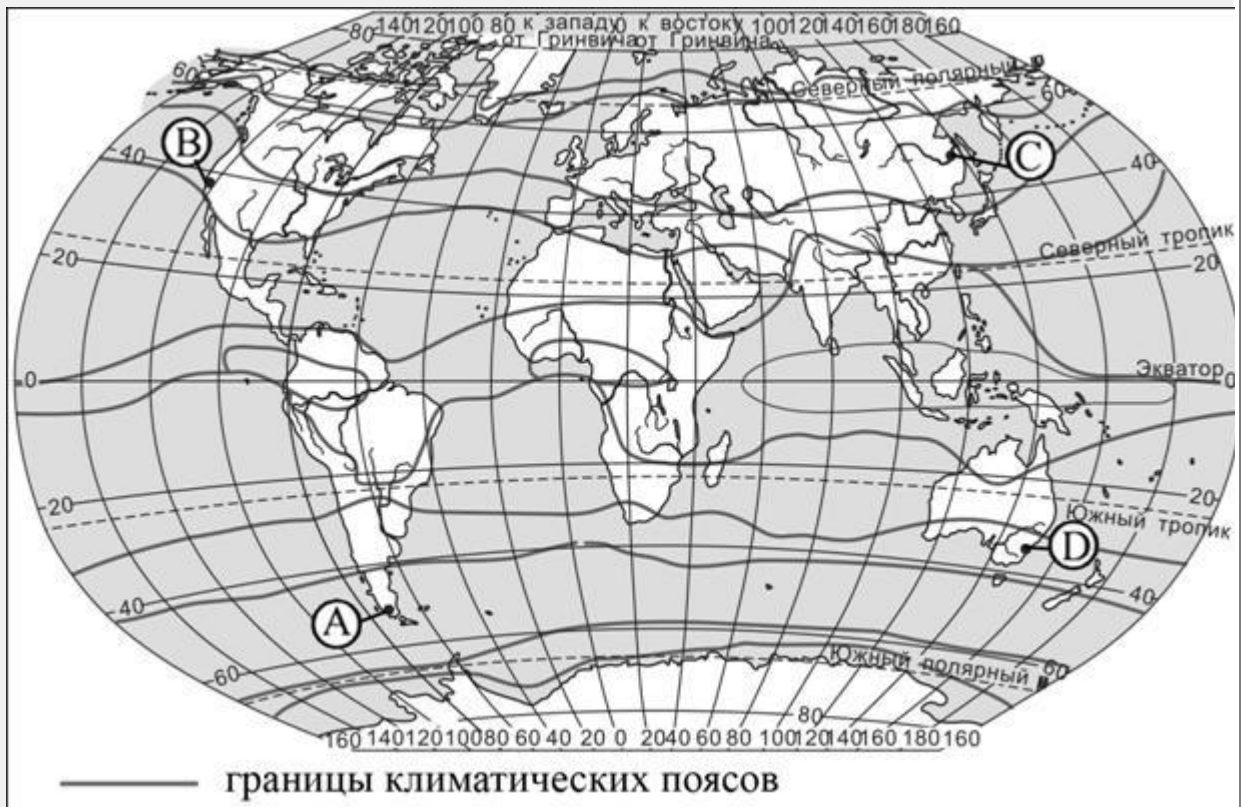 140 120 100 80 к западу 0 к востоку 100 120 140 160 180 160
80 от Гринвича от Гринвича
60 Северный полярный
60
B
C
40
40
Северный тропик
20
20
Экватор
0
0
20
20
Южный тропик
D
40
40
A
60
Южный полярный
60
80
160 140 120 100 80 60 40 20 0 20 40 60 80 100 120 140 160 180 160
границы климатических поясов